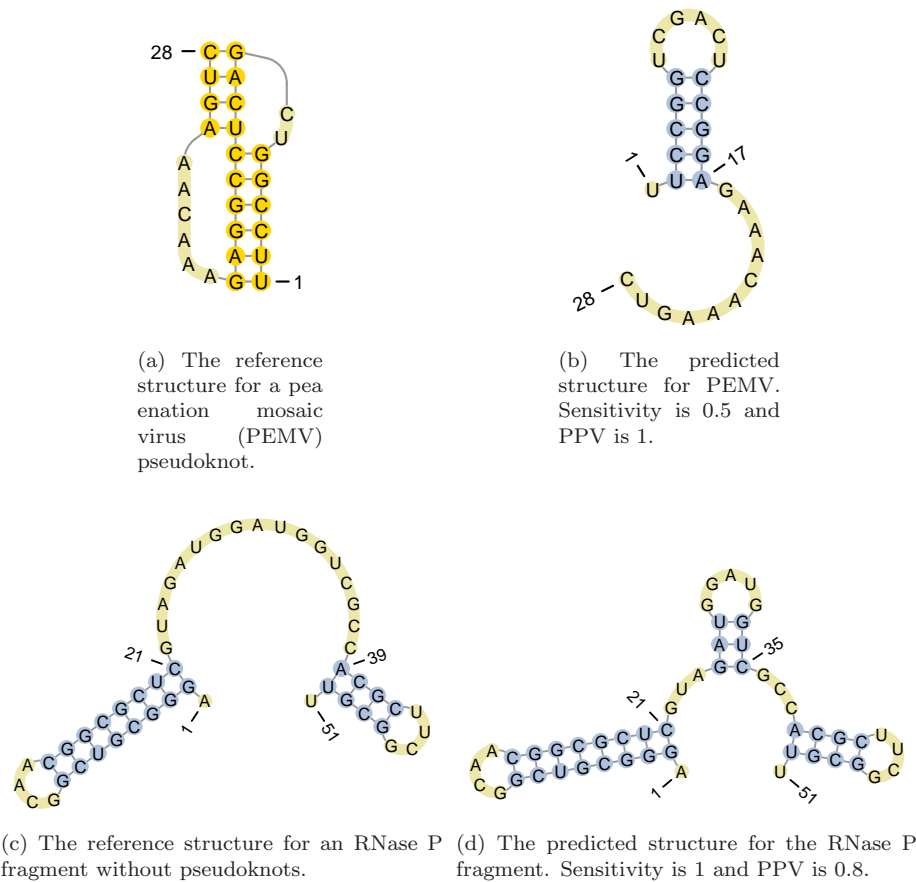 1 U U C C G G U C G A C U C C G G A G A A A C A A A G U C 28
(a) The reference
structure for a pea
enation mosaic
virus (PEMV)
pseudoknot.
1 U U C C G G U C G A C U C C G G A 17 G A A A C A A A G U C 28
(b) The predicted
structure for PEMV.
Sensitivity is 0.5 and
PPV is 1.
1 A G G G C G U C G G C A A C G G C G C U C 21 G U A G A U G G A U G G U C G C C A 39 C G C U U C G G C G U U 51
(c) The reference structure for an RNase P
fragment without pseudoknots.
1 A G G G C G U C G G C A A C G G C G C U C 21 G U A G A U G G A U G G U C 35 G C C A C G C U U C G G C G U U 51
(d) The predicted structure for the RNase P
fragment. Sensitivity is 1 and PPV is 0.8.